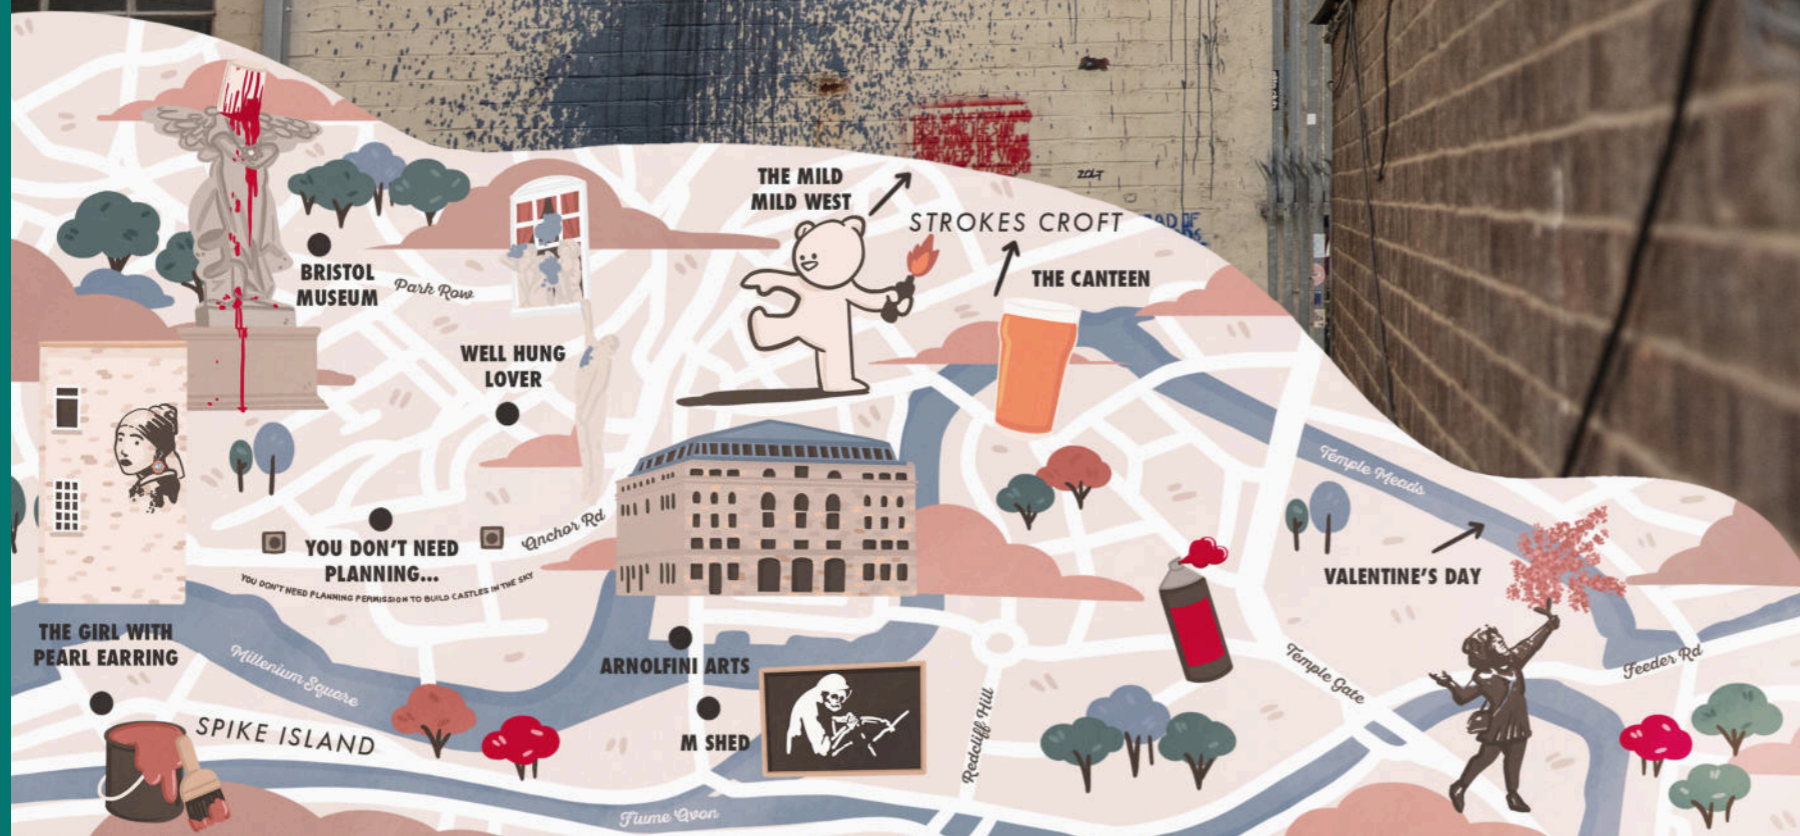 THE MILD
MILD WEST
STROKES CROFT
ZOLT
THE CANTEEN
BRISTOL
MUSEUM
Park Row
WELL HUNG
LOVER
Temple Meads
Anchor Rd
YOU DON'T NEED
PLANNING...
YOU DON'T NEED PLANNING PERMISSION TO BUILD CASTLES IN THE SKY
VALENTINE'S DAY
THE GIRL WITH
PEARL EARRING
Millenium Square
ARNOLFINI ARTS
Temple Gate
Feeder Rd
Redcliff Hill
M SHED
SPIKE ISLAND
Fiume Avon